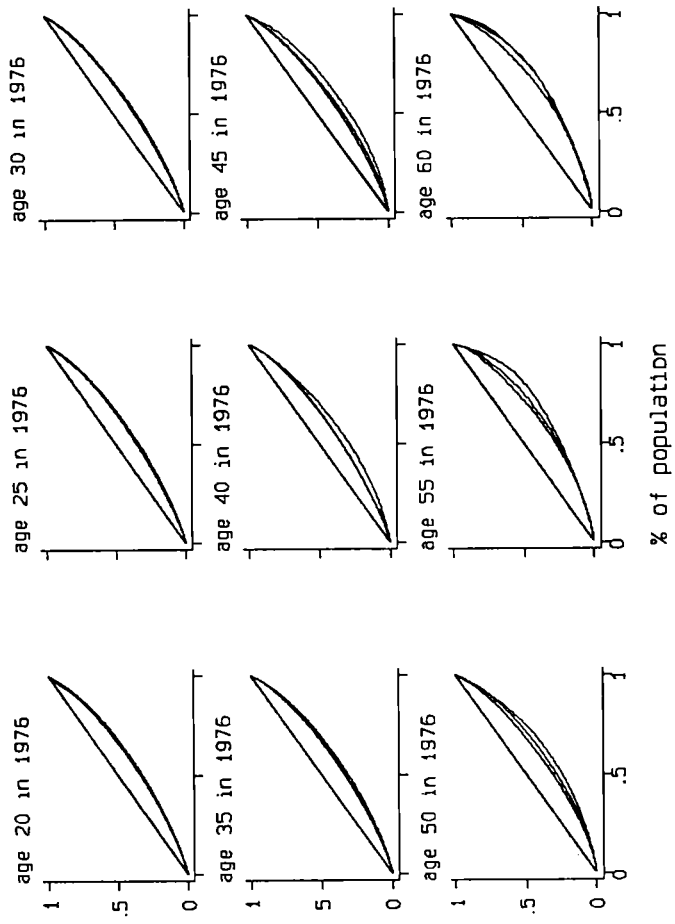 age 20 in 1976
age 25 in 1976
age 30 in 1976
1
.5
.0
age 35 in 1976
age 40 in 1976
age 45 in 1976
1
5
.0
age 50 in 1976
age 55 in 1976
age 60 in 1976
1
.5
.0
0 .5 1
0 .5 1
0 .5 1
% of population